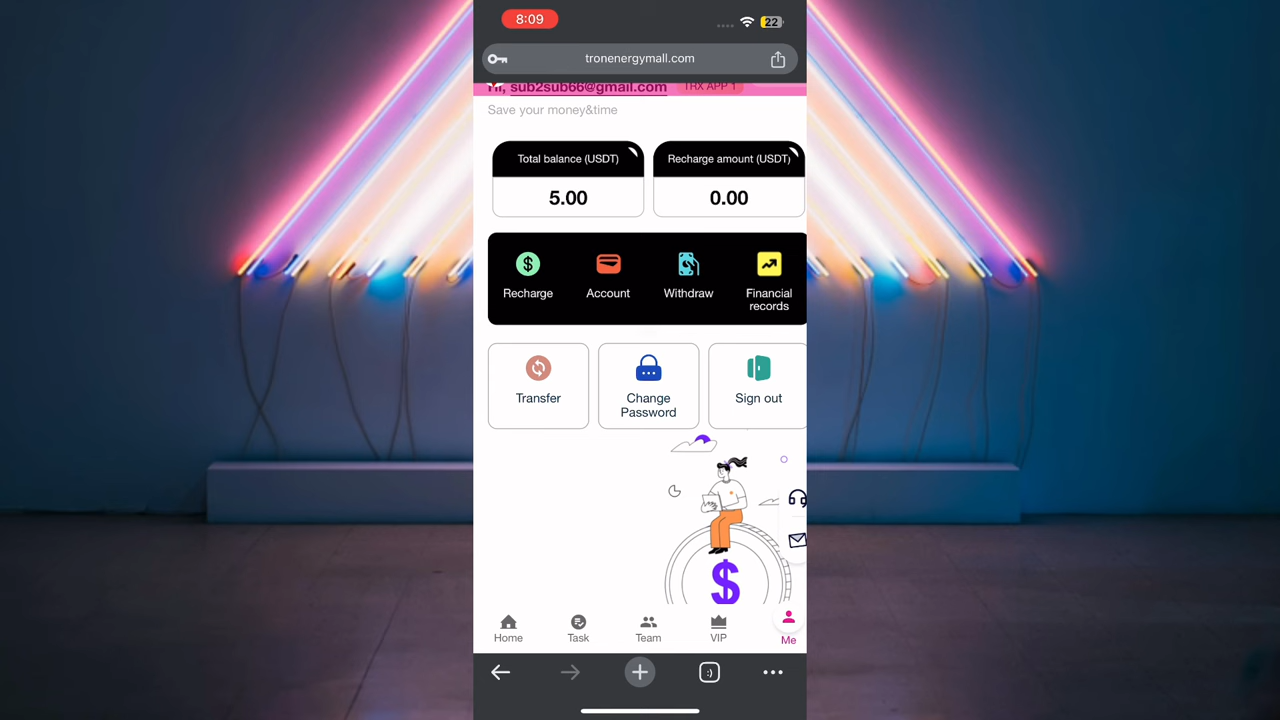 8:09
22
tronenergymall.com
Hi, sub2sub66@gmail.com TRX APP 1
Save your money&time
Total balance (USDT) Recharge amount (USDT)
5.00 0.00
$
Recharge Account Withdraw Financial
records
Transfer Change
Password Sign out
$
Home Task Team VIP Me
:)